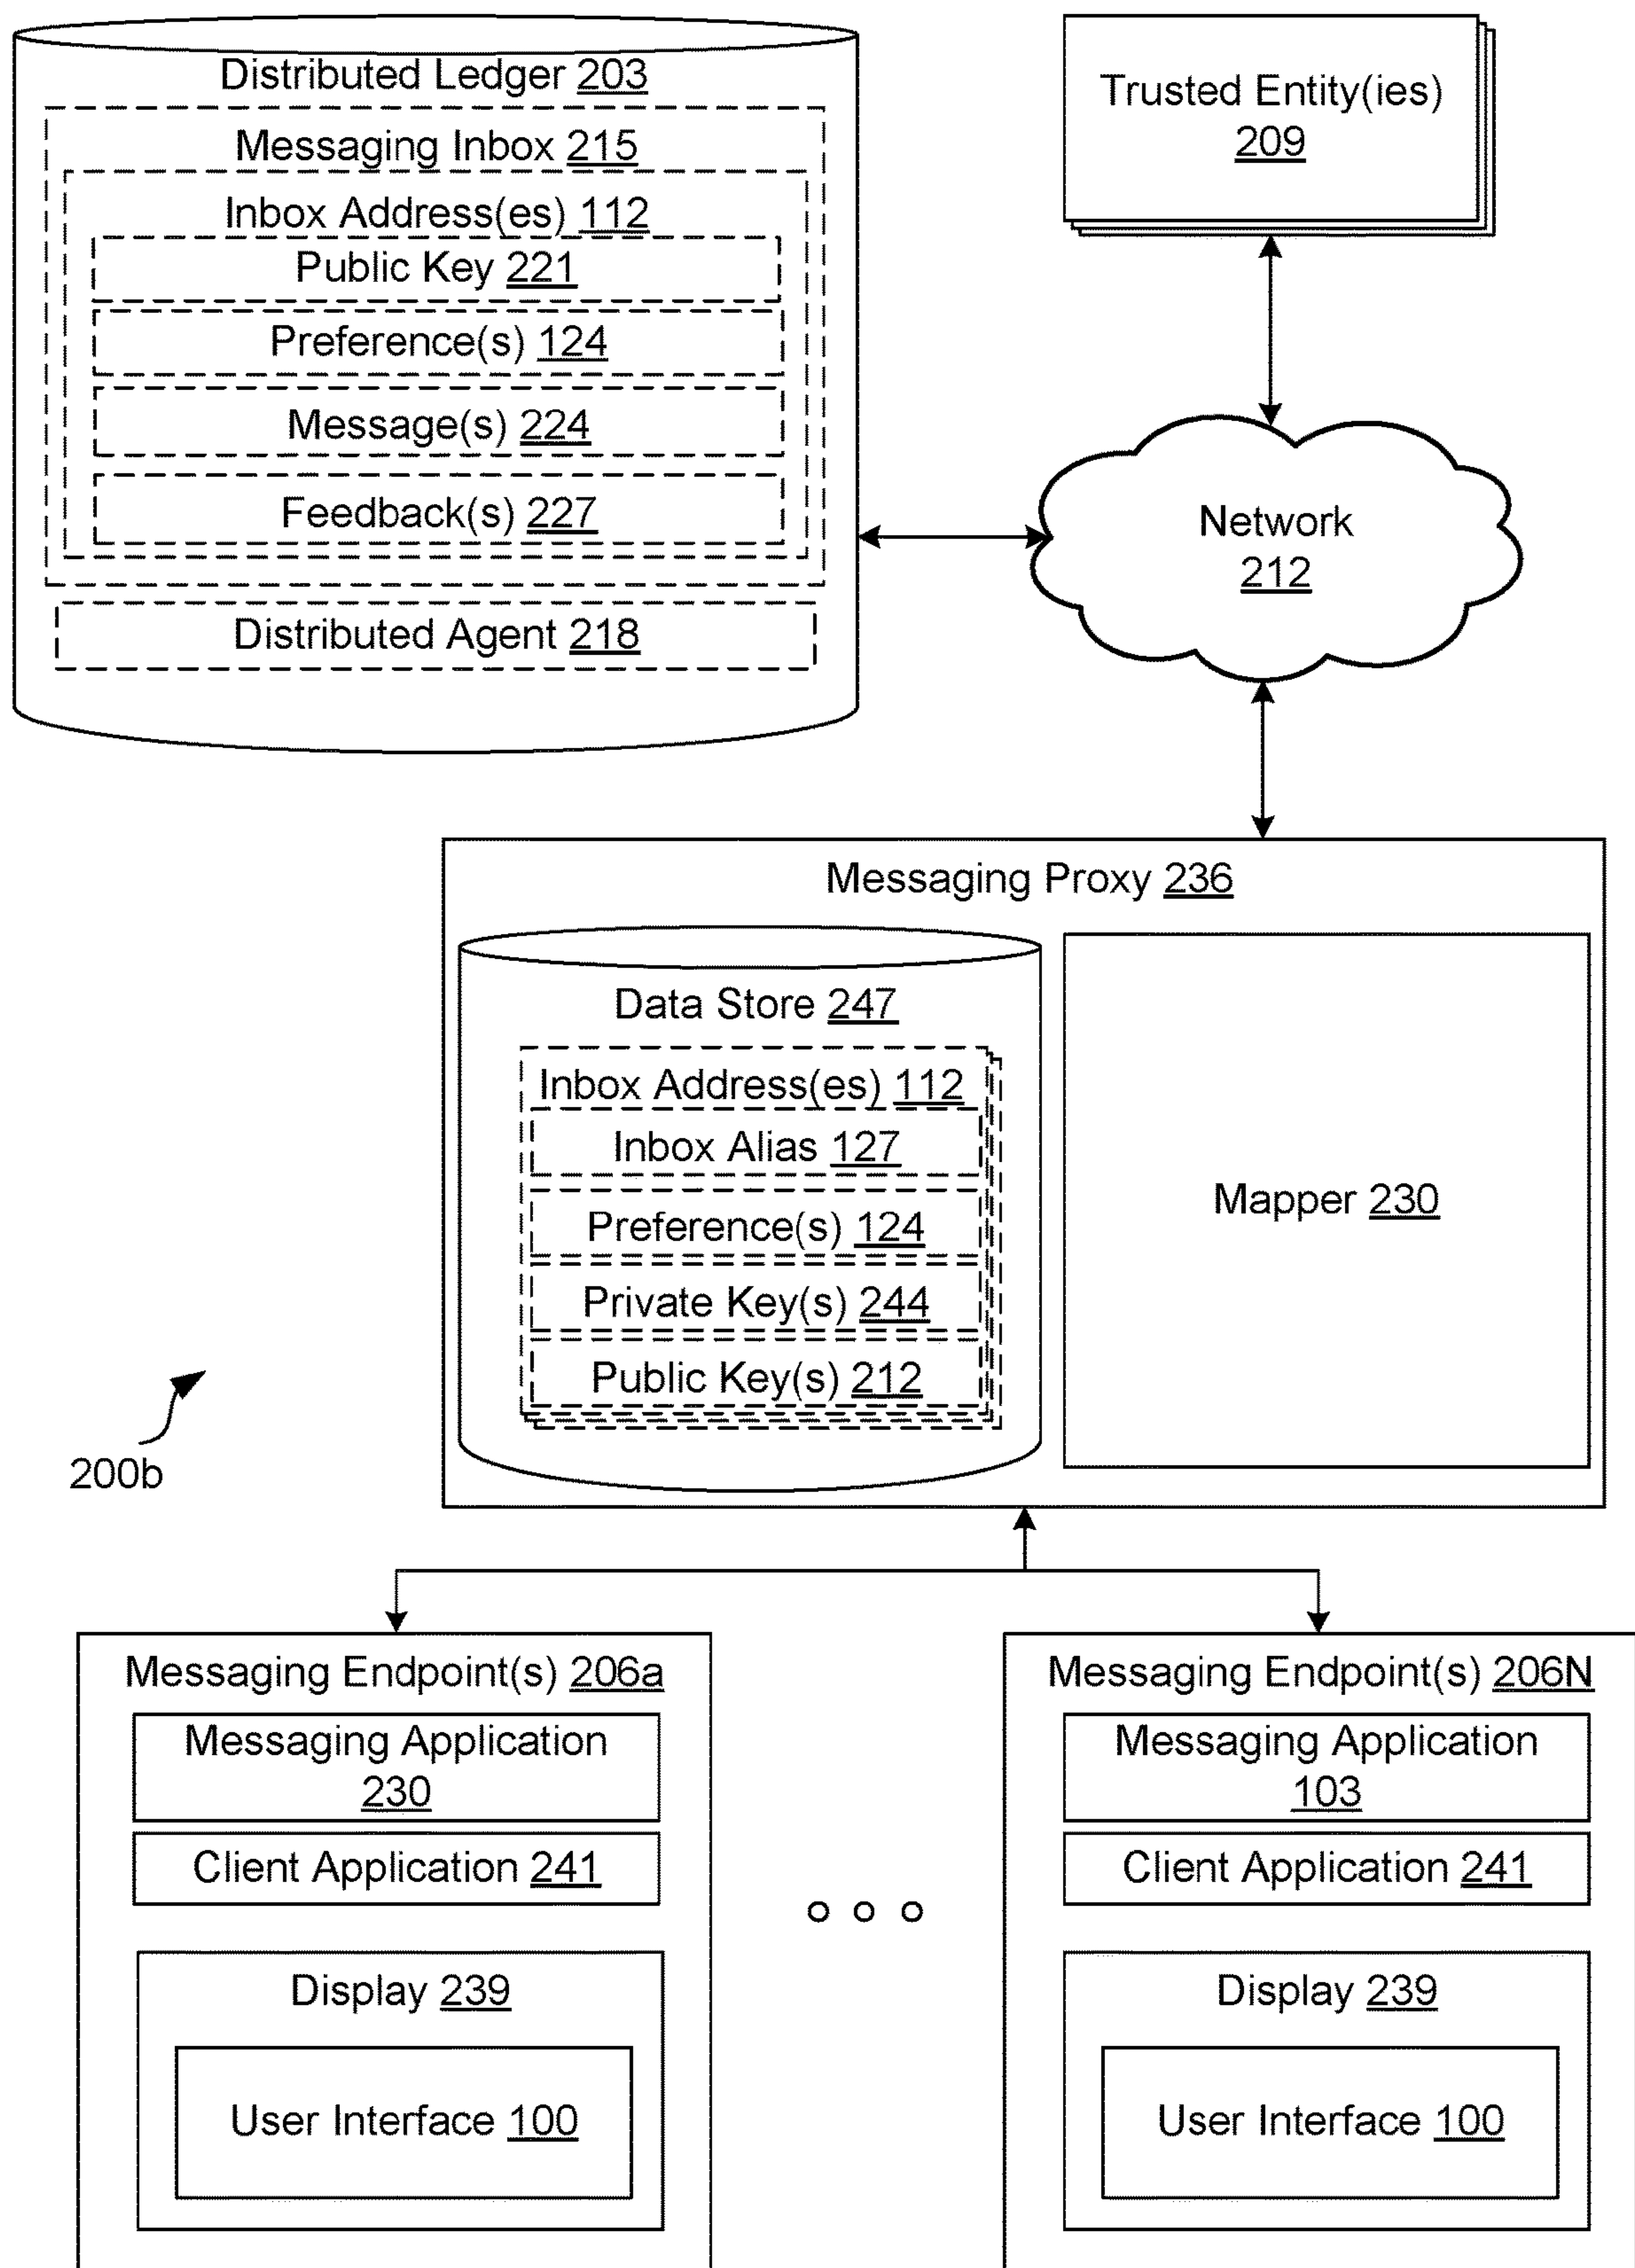 Distributed Ledger 203
Messaging Inbox 215
Inbox Address(es) 112
Public Key 221
Preference(s) 124
Message(s) 224
Feedback(s) 227
Distributed Agent 218
Trusted Entity(ies)
209
Network
212
Messaging Proxy 236
Data Store 247
Inbox Address(es) 112
Inbox Alias 127
Preference(s) 124
Private Key(s) 244
Public Key(s) 212
Mapper 230
200b
Messaging Endpoint(s) 206a
Messaging Application
230
Client Application 241
Display 239
User Interface 100
Messaging Endpoint(s) 206N
Messaging Application
103
Client Application 241
Display 239
User Interface 100